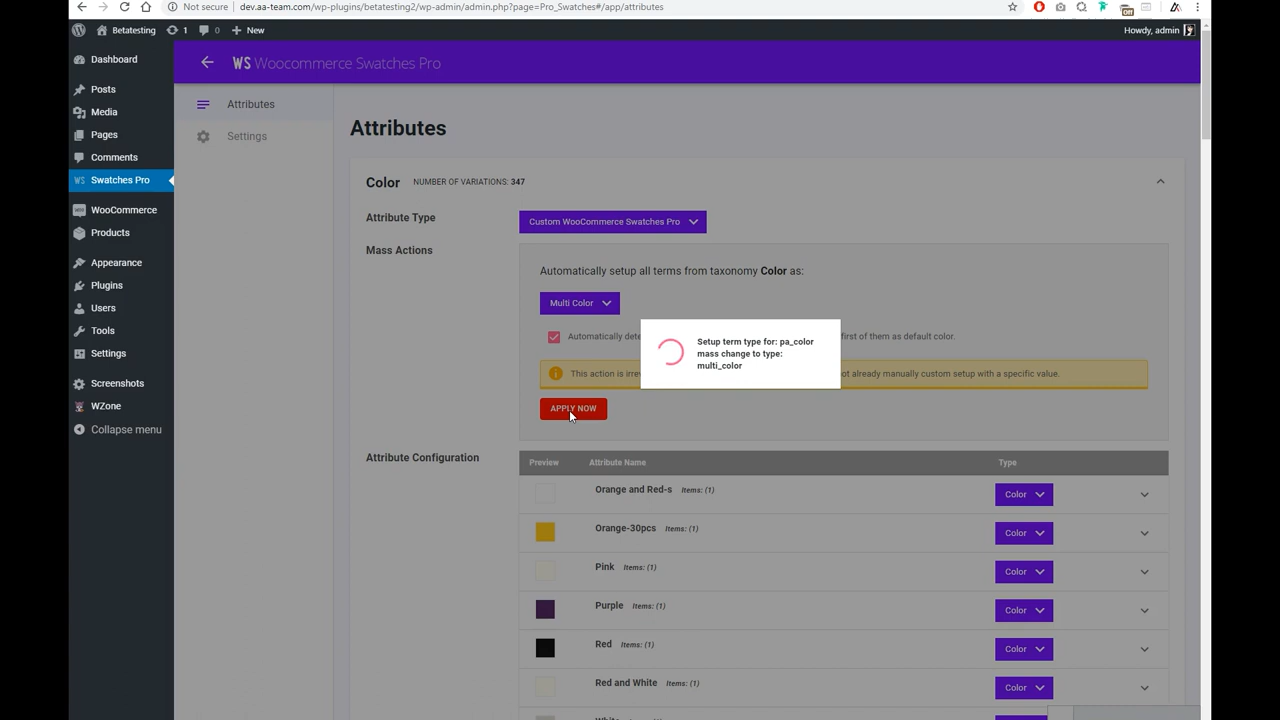 Not secure
dev.aa-team.com/wp-plugins/betatesting2/wp-admin/admin.php?page=Pro_Swatches#/app/attributes
Off
Betatesting
1
0
New
Howdy, admin
Dashboard
Posts
Media
Pages
Comments
WS Swatches Pro
WooCommerce
Products
Appearance
Plugins
Users
Tools
Settings
Screenshots
WZone
Collapse menu
WS Woocommerce Swatches Pro
Attributes
Settings
Attributes
Color NUMBER OF VARIATIONS: 347
Attribute Type
Custom WooCommerce Swatches Pro
Mass Actions
Automatically setup all terms from taxonomy Color as:
Multi Color
Automatically dete
first of them as default color.
This action is irre
not already manually custom setup with a specific value.
APPLY NOW
Setup term type for: pa_color
mass change to type:
multi_color
Attribute Configuration
Preview Attribute Name Type
Orange and Red-s Items: (1) Color
Orange-30pcs Items: (1) Color
Pink Items: (1) Color
Purple Items: (1) Color
Red Items: (1) Color
Red and White Items: (1) Color